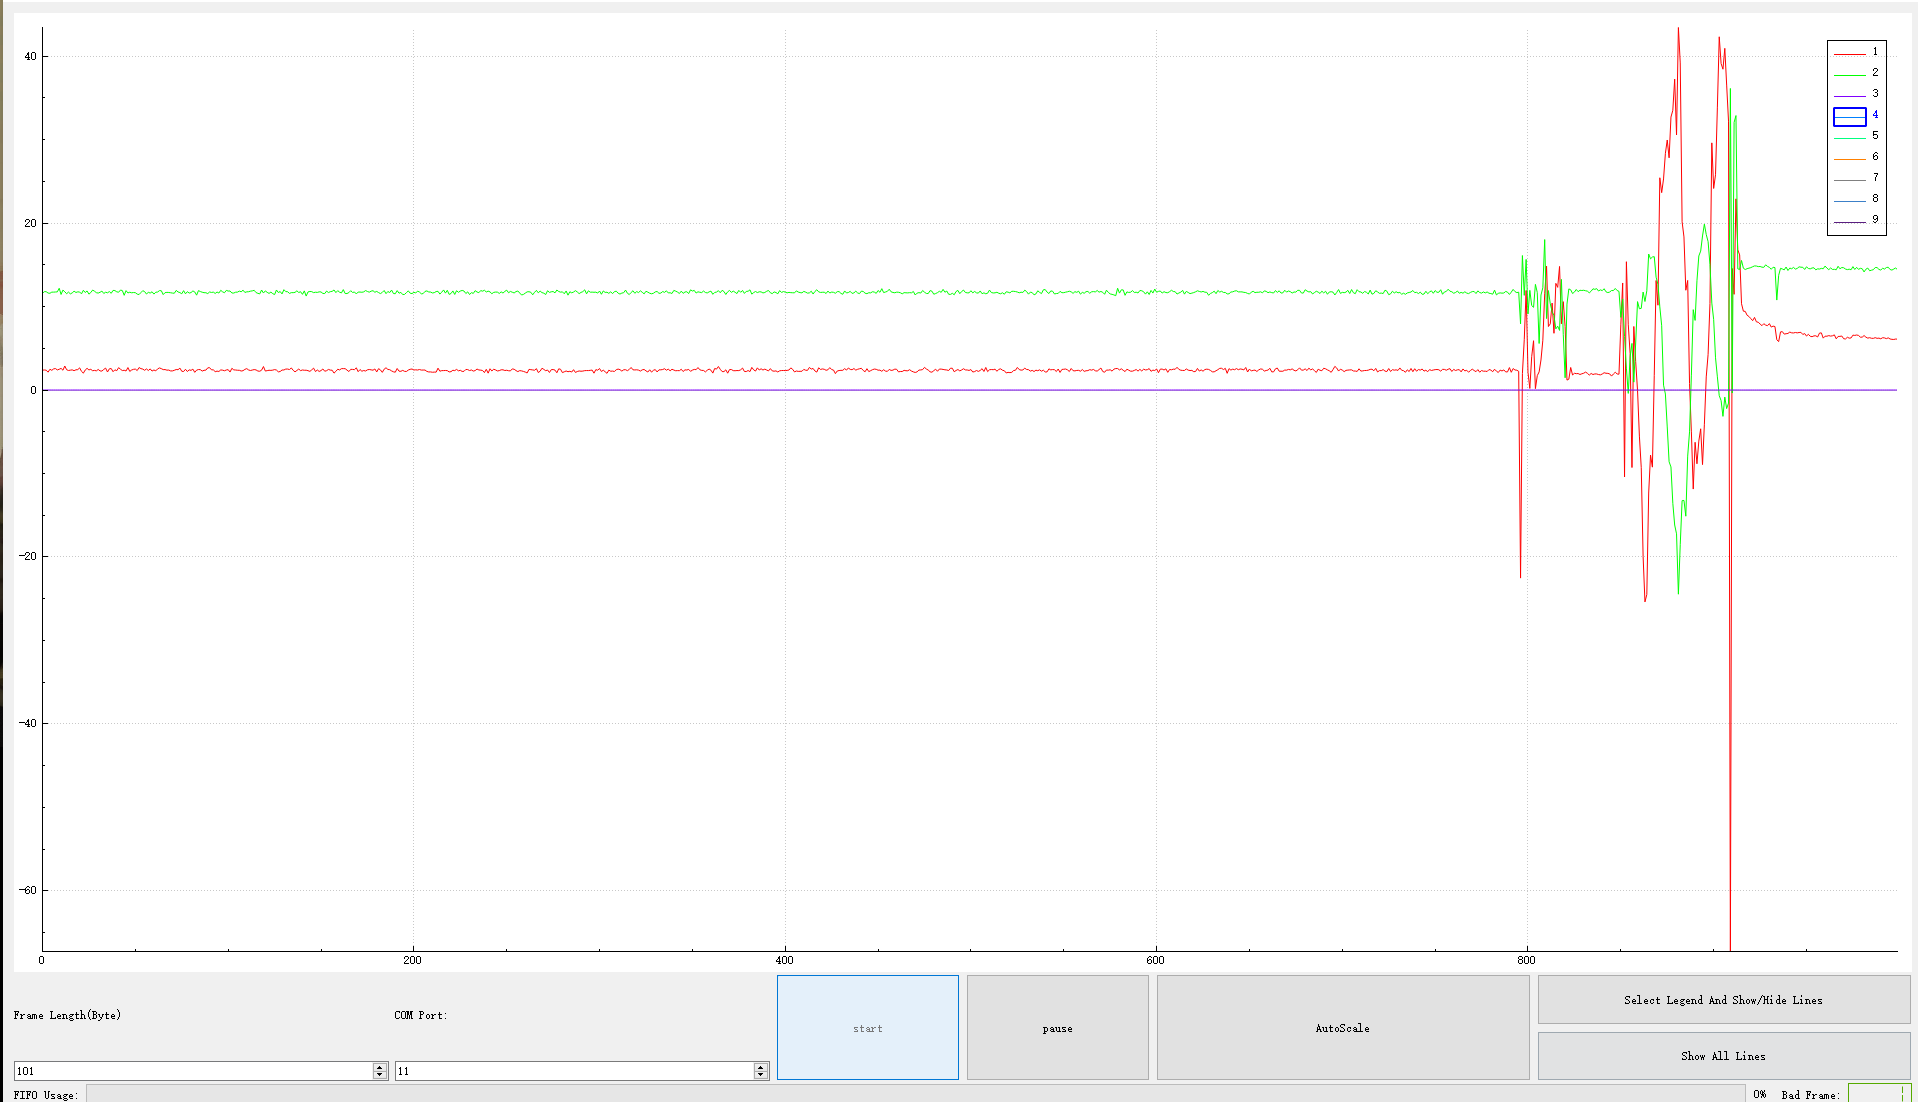 40
20
0
-20
-40
-60
0
200
400
600
800
1
2
3
4
5
6
7
8
9
Frame Length(Byte)
COM Port:
start
pause
AutoScale
Select Legend And Show/Hide Lines
Show All Lines
101
11
FIFO Usage:
0%
Bad Frame: